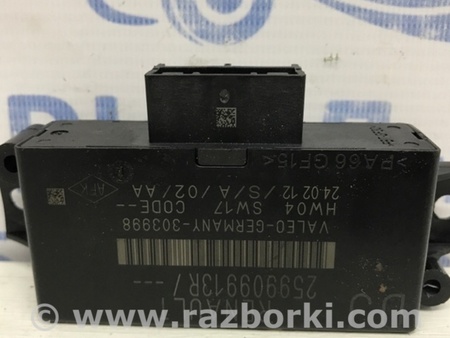 >PA66 GF15<
24.02.12 / S/A /02/AA
HW04 SW17 CODE--
VALEO-GERMANY-303998
259909913R/---
RENAULT
© www.razborki.com